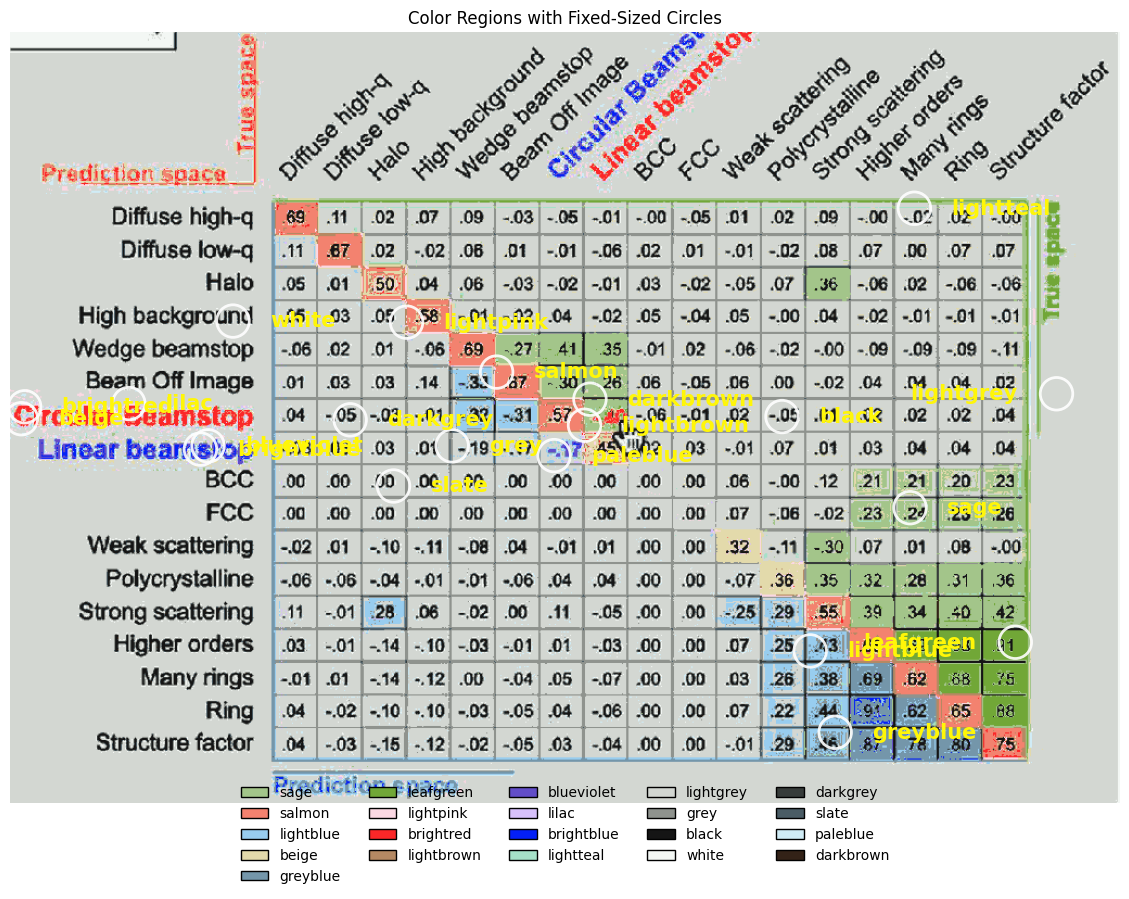 Color Regions with Fixed-Sized Circles
True space
Prediction space
Diffuse high-q
Diffuse low-q
Halo
High background
Wedge beamstop
Beam Off Image
Circular Beamst
Linear beamstop
BCC
FCC
Weak scattering
Polycrystalline
Strong scattering
Higher orders
Many rings
Ring
Structure factor
Diffuse high-q .69 .11 .02 .07 .09 -.03 -.05 -.01 -.00 -.05 .01 .02 .09 -.00 .02 .02 -.00
lightteal
Diffuse low-q .11 .67 .02 -.02 .06 .01 -.01 -.06 .02 .01 -.01 -.02 .08 .07 .00 .07 .07
True space
Halo .05 .01 .50 .04 .06 -.03 -.02 -.01 .03 -.02 -.05 .07 .36 -.06 .02 -.06 -.06
High background .03 .05 .58 .04 -.02 .05 -.04 .05 -.00 .04 -.02 -.01 -.01 -.01
white
lightpink
Wedge beamstop -.06 .02 .01 -.06 .69 -.27 .41 .35 -.01 .02 -.06 .02 -.00 -.09 -.09 -.09 -.11
Beam Off Image .01 .03 .03 .14 -.33 .67 -.30 .26 .06 -.05 .06 .00 .02 .04 .04 .02
salmon
lightgrey
darkbrown
brightred
lilac
beige
Circular Beamstop .04 -.05 -.31 .57 -.06 -.01 .02 -.05 .02 .02 .04
darkgrey
lightbrown
black
Linear beamstop .03 .01 -.19 .45 .03 -.01 .07 .01 .03 .04 .04 .04
blueviolet
brightblue
grey
paleblue
BCC .00 .00 .00 .00 .00 .00 .00 .00 .00 .00 .06 -.00 .12 .21 .21 .20 .23
slate
FCC .00 .00 .00 .00 .00 .00 .00 .00 .00 .00 .07 -.06 -.02 .23 .24 .25 .26
sage
Weak scattering -.02 .01 -.10 -.11 -.08 .04 -.01 .01 .00 .00 .32 -.11 -.30 .07 .01 .08 -.00
Polycrystalline -.06 -.06 -.04 -.01 -.01 -.06 .04 .04 .00 .00 -.07 .36 .35 .32 .28 .31 .36
Strong scattering .11 -.01 .28 .06 -.02 .00 .11 -.05 .00 .00 -.25 .29 .55 .39 .34 .40 .42
Higher orders .03 -.01 -.14 -.10 -.03 -.01 .01 -.03 .00 .00 .07 .25 .43 .91
leafgreen
lightblue
Many rings -.01 .01 -.14 -.12 .00 -.04 .05 -.07 .00 .00 .03 .26 .38 .69 .62 .68 .75
Ring .04 -.02 -.10 -.10 -.03 -.05 .04 -.06 .00 .00 .07 .22 .44 .91 .62 .65 .88
greyblue
Structure factor .04 -.03 -.15 -.12 -.02 -.05 .03 -.04 .00 .00 -.01 .29 .46 .87 .76 .80 .75
Prediction space
sage leafgreen blueviolet lightgrey darkgrey
salmon lightpink lilac grey slate
lightblue brightred brightblue black paleblue
beige lightbrown lightteal white darkbrown
greyblue